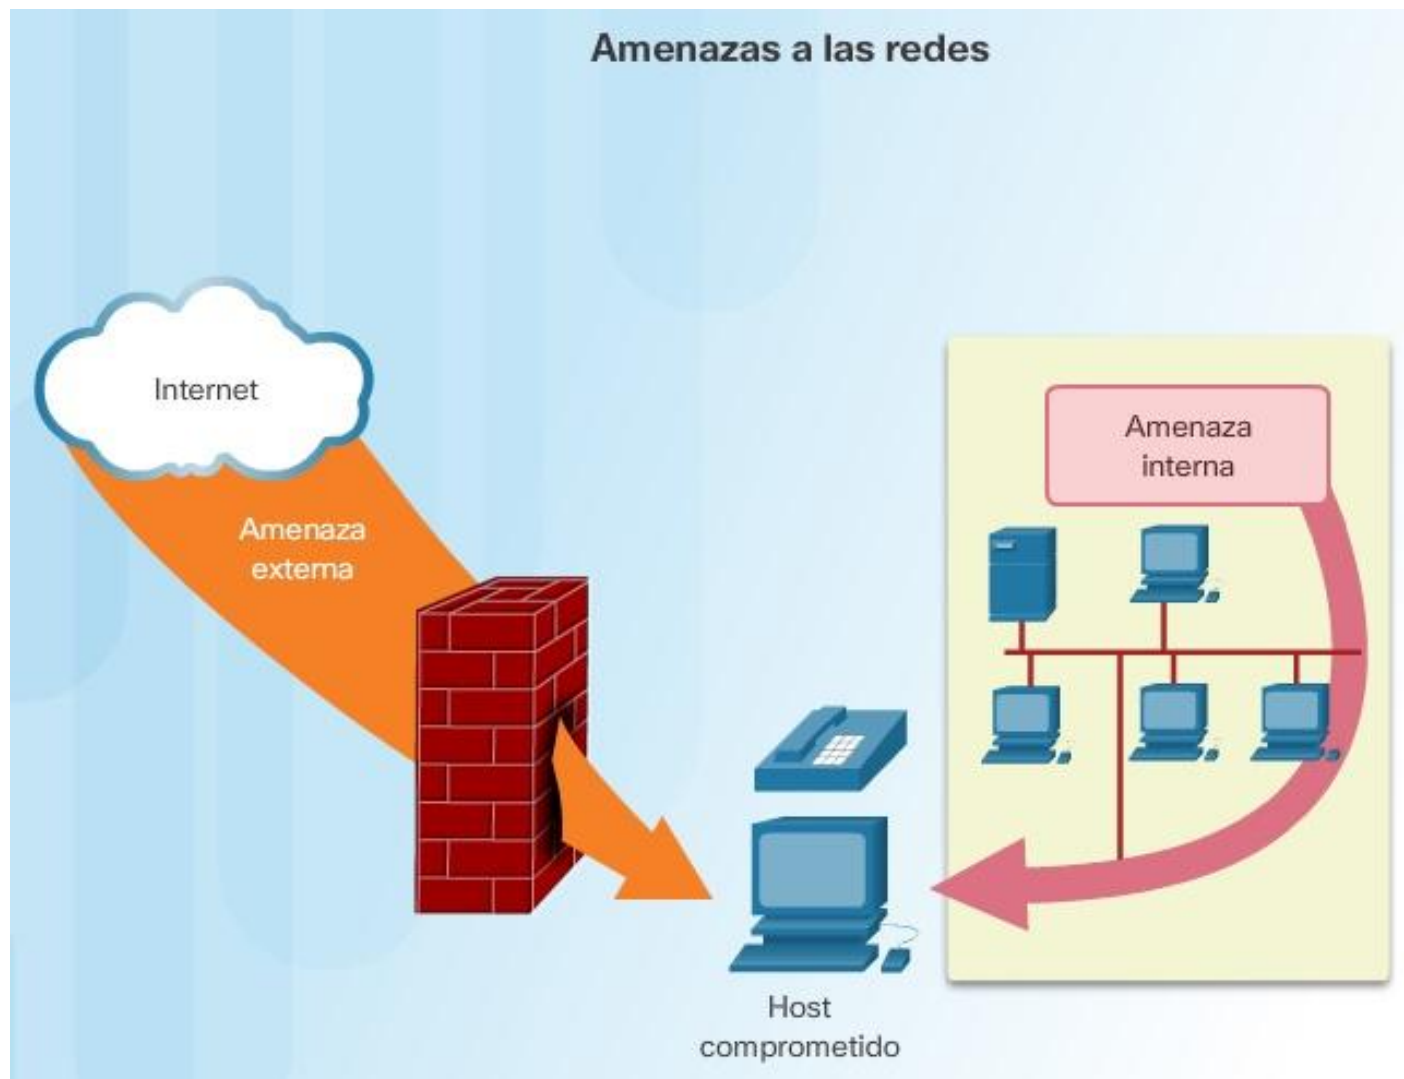 Amenazas a las redes
Internet
Amenaza
externa
Amenaza
interna
Host
comprometido